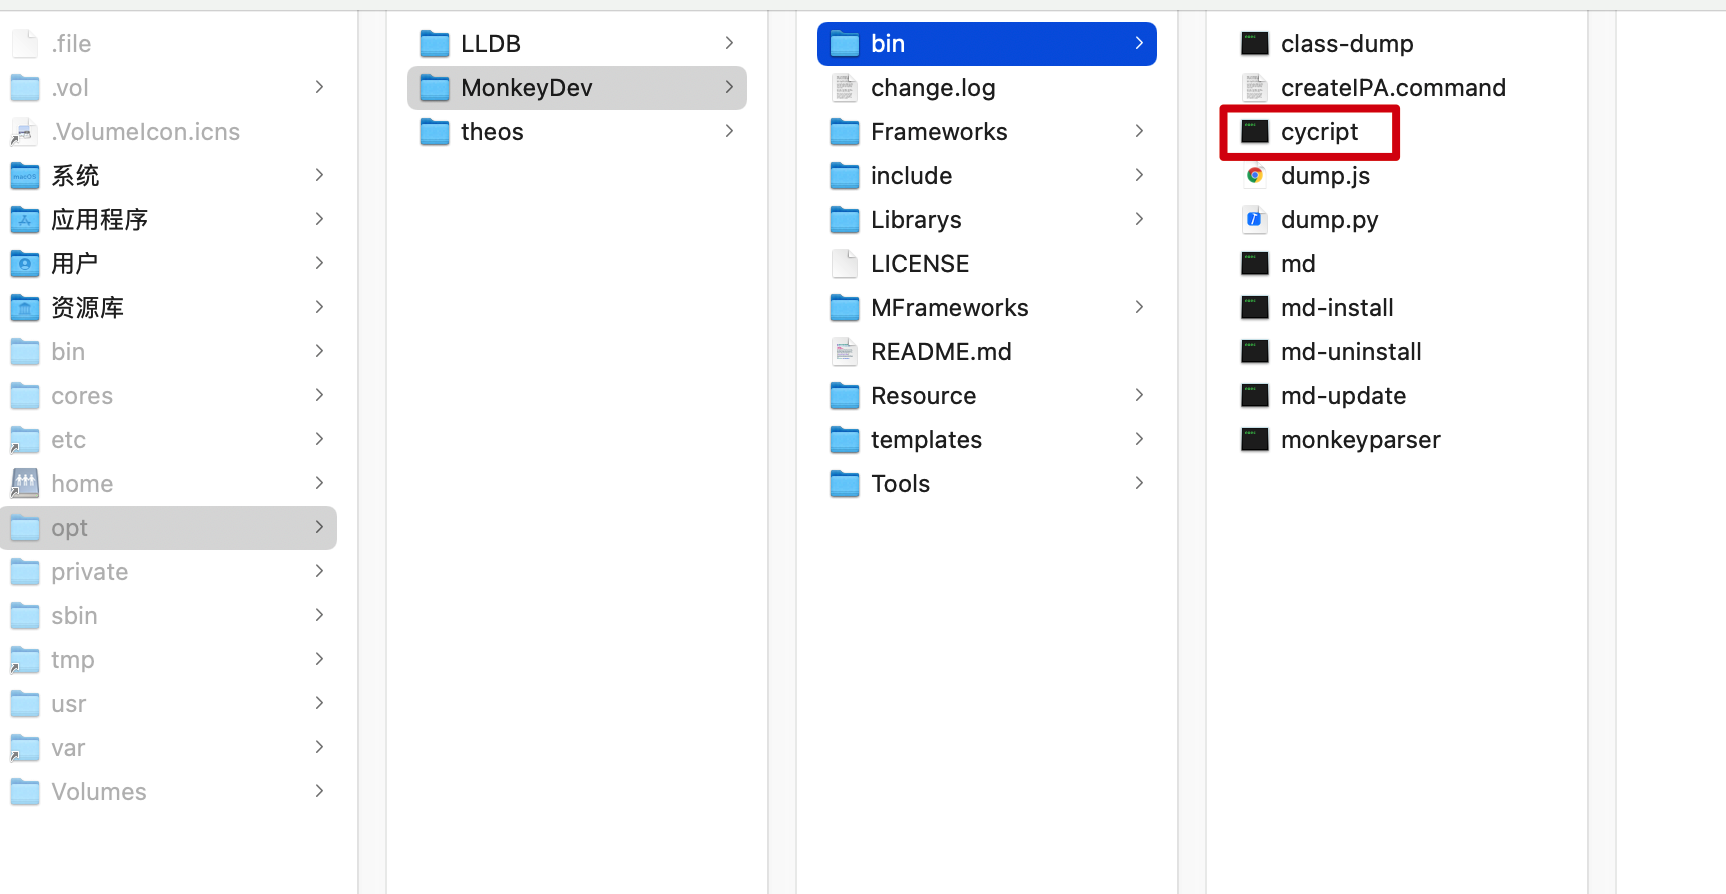 .file
.vol
.VolumeIcon.icns
系统
应用程序
用户
资源库
bin
cores
etc
home
opt
private
sbin
tmp
usr
var
Volumes
LLDB
MonkeyDev
theos
bin
change.log
Frameworks
include
Librarys
LICENSE
MFrameworks
README.md
Resource
templates
Tools
class-dump
createIPA.command
cycript
dump.js
dump.py
md
md-install
md-uninstall
md-update
monkeyparser